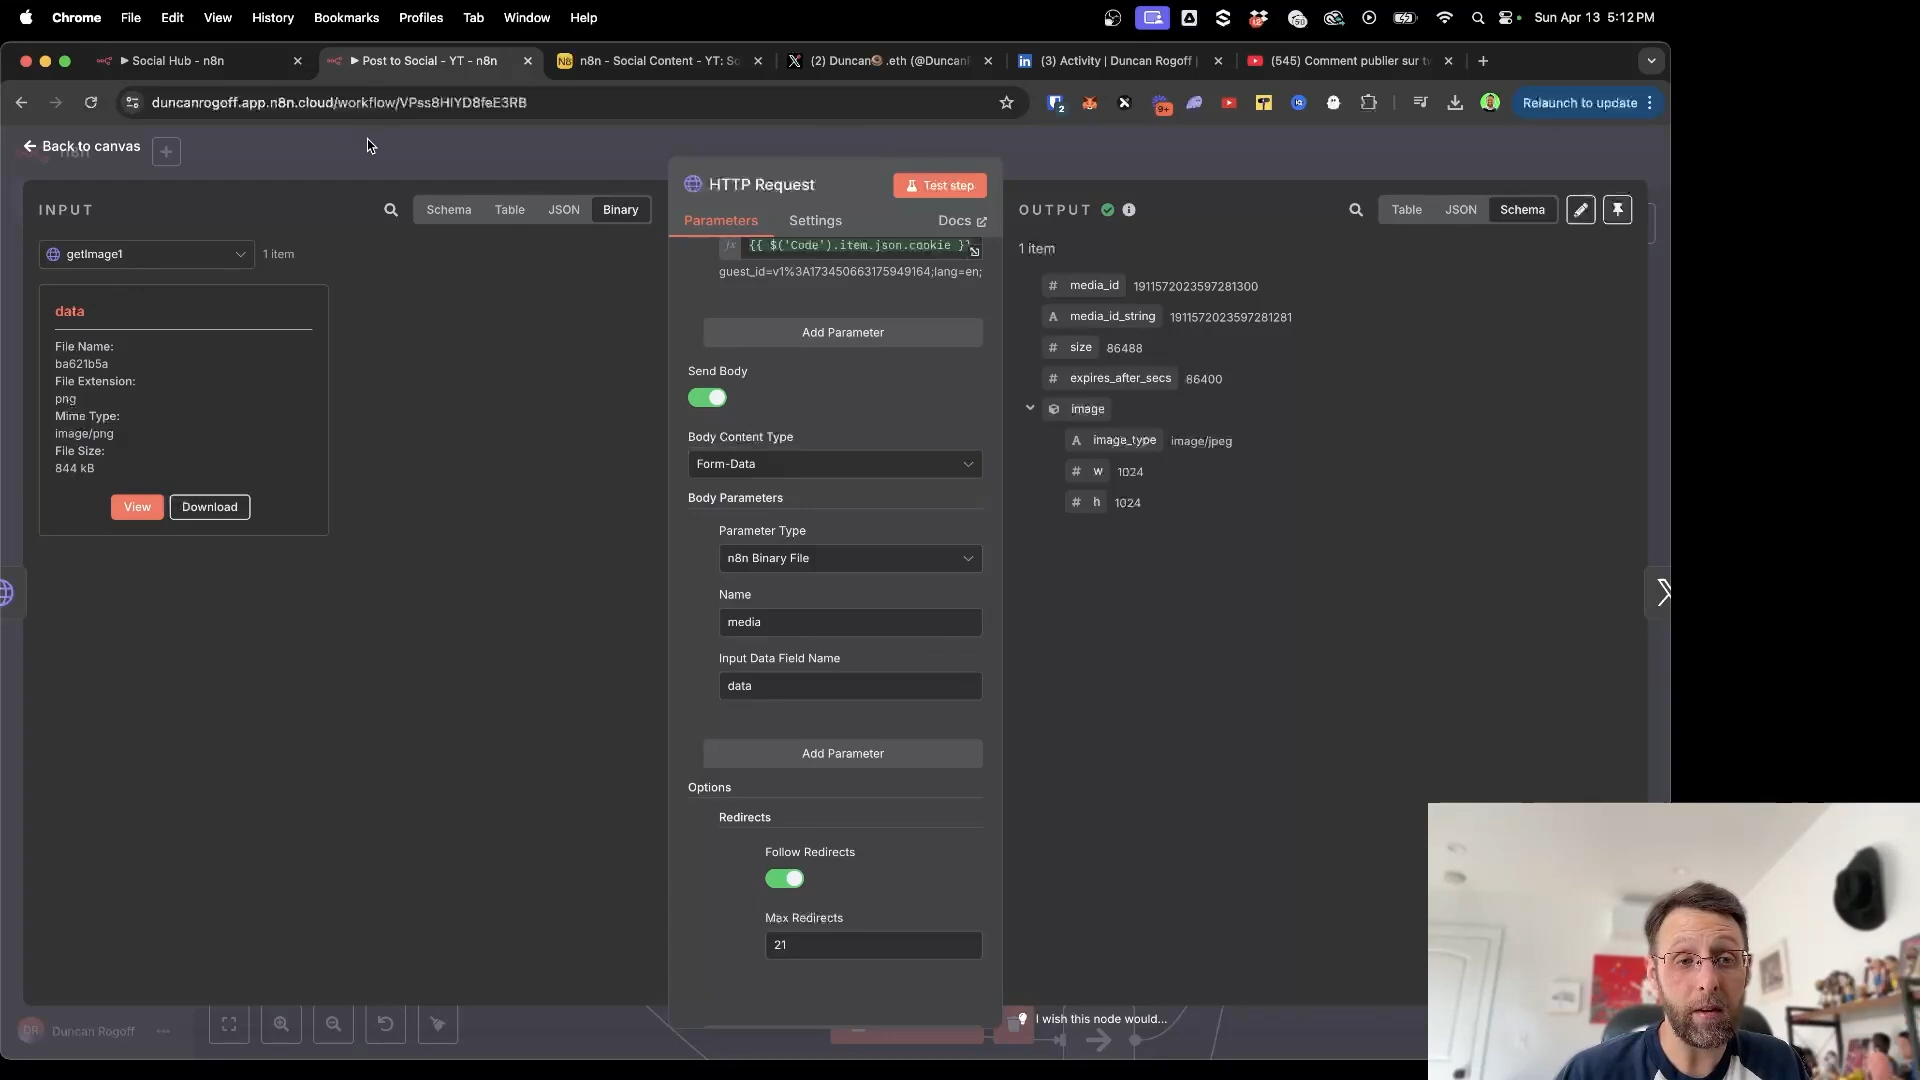 Chrome File Edit View History Bookmarks Profiles Tab Window Help
Sun Apr 13 5:12 PM
Social Hub - n8n
Post to Social - YT - n8n
n8n - Social Content - YT: So
(2) Duncan .eth (@Duncan
(3) Activity | Duncan Rogoff |
(545) Comment publier sur tw
duncanrogoff.app.n8n.cloud/workflow/VPss8HIYD8feE3RB
2
9+
Relaunch to update
Back to canvas
INPUT
Schema Table JSON Binary
getImage1
1 item
data
File Name:
ba621b5a
File Extension:
png
Mime Type:
image/png
File Size:
844 kB
View Download
HTTP Request
Test step
Parameters Settings Docs
fx {{ $('Code').item.json.cookie }}
guest_id=v1%3A173450663175949164;lang=en;
Add Parameter
Send Body
Body Content Type
Form-Data
Body Parameters
Parameter Type
n8n Binary File
Name
media
Input Data Field Name
data
Add Parameter
Options
Redirects
Follow Redirects
Max Redirects
21
OUTPUT
Table JSON Schema
1 item
# media_id 1911572023597281300
A media_id_string 1911572023597281281
# size 86488
# expires_after_secs 86400
image
A image_type image/jpeg
# w 1024
# h 1024
I wish this node would...
DR Duncan Rogoff